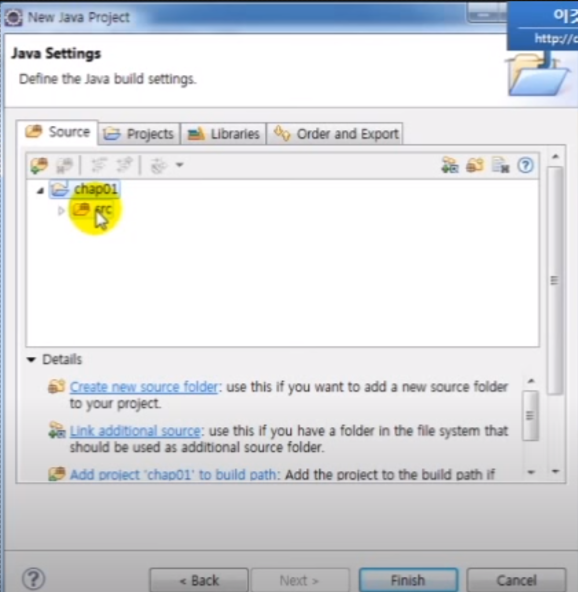 New Java Project
이것
http://c
Java Settings
Define the Java build settings.
Source
Projects
Libraries
Order and Export
chap01
src
Details
Create new source folder: use this if you want to add a new source folder
to your project.
Link additional source: use this if you have a folder in the file system that
should be used as additional source folder.
Add project 'chap01' to build path: Add the project to the build path if
?
< Back
Next >
Finish
Cancel